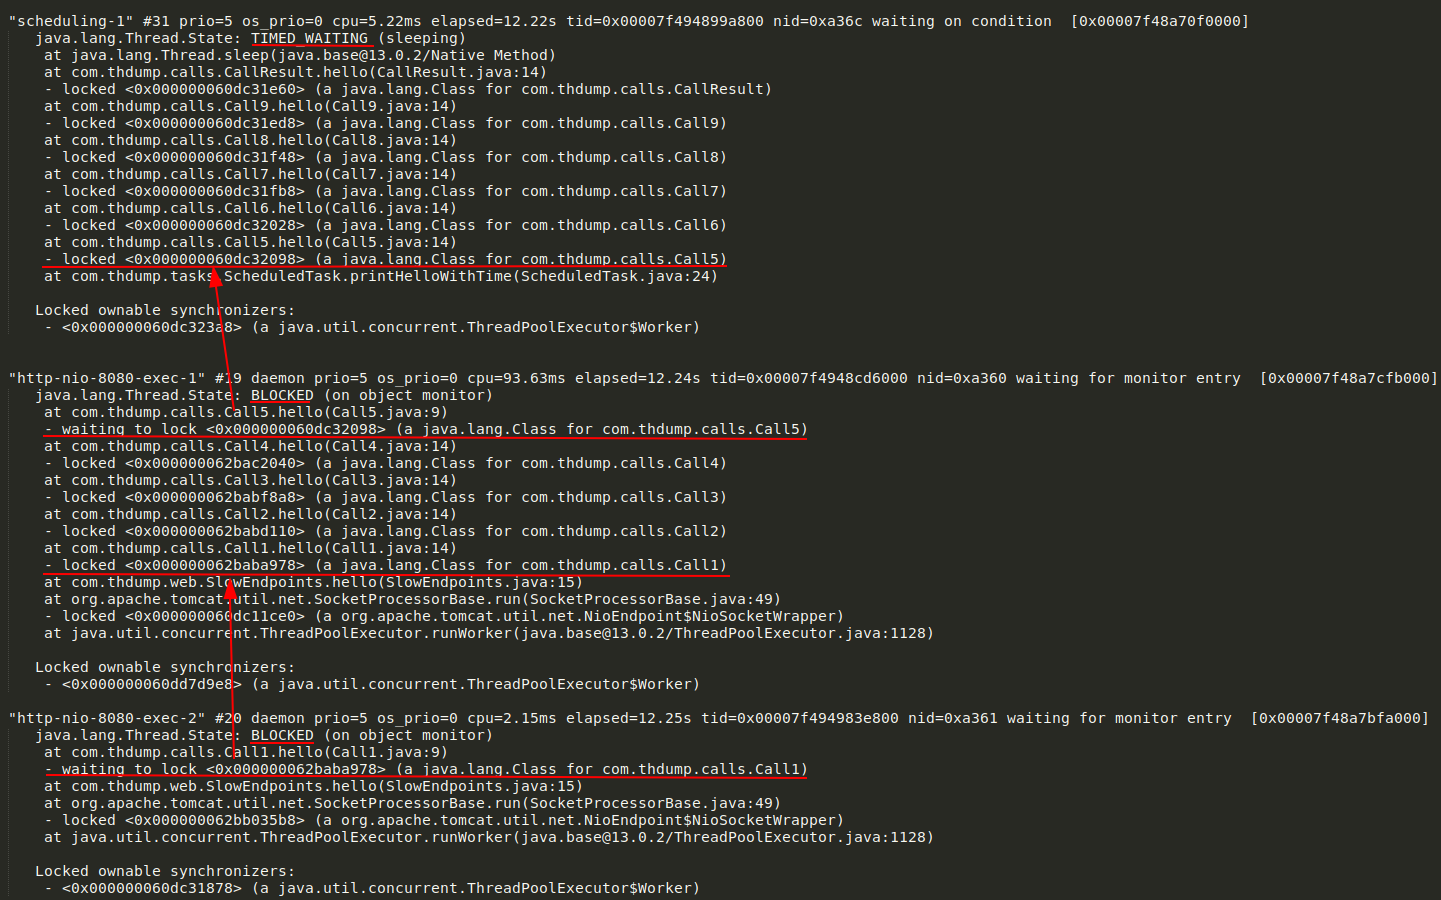 "scheduling-1" #31 prio=5 os_prio=0 cpu=5.22ms elapsed=12.22s tid=0x00007f494899a800 nid=0xa36c waiting on condition  [0x00007f48a70f0000]
java.lang.Thread.State: TIMED_WAITING (sleeping)
at java.lang.Thread.sleep(java.base@13.0.2/Native Method)
at com.thdump.calls.CallResult.hello(CallResult.java:14)
- locked <0x000000060dc31e60> (a java.lang.Class for com.thdump.calls.CallResult)
at com.thdump.calls.Call9.hello(Call9.java:14)
- locked <0x000000060dc31ed8> (a java.lang.Class for com.thdump.calls.Call9)
at com.thdump.calls.Call8.hello(Call8.java:14)
- locked <0x000000060dc31f48> (a java.lang.Class for com.thdump.calls.Call8)
at com.thdump.calls.Call7.hello(Call7.java:14)
- locked <0x000000060dc31fb8> (a java.lang.Class for com.thdump.calls.Call7)
at com.thdump.calls.Call6.hello(Call6.java:14)
- locked <0x000000060dc32028> (a java.lang.Class for com.thdump.calls.Call6)
at com.thdump.calls.Call5.hello(Call5.java:14)
- locked <0x000000060dc32098> (a java.lang.Class for com.thdump.calls.Call5)
at com.thdump.tasks.ScheduledTask.printHelloWithTime(ScheduledTask.java:24)
Locked ownable synchronizers:
- <0x000000060dc323a8> (a java.util.concurrent.ThreadPoolExecutor$Worker)
"http-nio-8080-exec-1" #19 daemon prio=5 os_prio=0 cpu=93.63ms elapsed=12.24s tid=0x00007f4948cd6000 nid=0xa360 waiting for monitor entry  [0x00007f48a7cfb000]
java.lang.Thread.State: BLOCKED (on object monitor)
at com.thdump.calls.Call5.hello(Call5.java:9)
- waiting to lock <0x000000060dc32098> (a java.lang.Class for com.thdump.calls.Call5)
at com.thdump.calls.Call4.hello(Call4.java:14)
- locked <0x000000062bac2040> (a java.lang.Class for com.thdump.calls.Call4)
at com.thdump.calls.Call3.hello(Call3.java:14)
- locked <0x000000062babf8a8> (a java.lang.Class for com.thdump.calls.Call3)
at com.thdump.calls.Call2.hello(Call2.java:14)
- locked <0x000000062babd110> (a java.lang.Class for com.thdump.calls.Call2)
at com.thdump.calls.Call1.hello(Call1.java:14)
- locked <0x000000062baba978> (a java.lang.Class for com.thdump.calls.Call1)
at com.thdump.web.SlowEndpoints.hello(SlowEndpoints.java:15)
at org.apache.tomcat.util.net.SocketProcessorBase.run(SocketProcessorBase.java:49)
- locked <0x000000060dc11ce0> (a org.apache.tomcat.util.net.NioEndpoint$NioSocketWrapper)
at java.util.concurrent.ThreadPoolExecutor.runWorker(java.base@13.0.2/ThreadPoolExecutor.java:1128)
Locked ownable synchronizers:
- <0x000000060dd7d9e8> (a java.util.concurrent.ThreadPoolExecutor$Worker)
"http-nio-8080-exec-2" #20 daemon prio=5 os_prio=0 cpu=2.15ms elapsed=12.25s tid=0x00007f494983e800 nid=0xa361 waiting for monitor entry  [0x00007f48a7bfa000]
java.lang.Thread.State: BLOCKED (on object monitor)
at com.thdump.calls.Call1.hello(Call1.java:9)
- waiting to lock <0x000000062baba978> (a java.lang.Class for com.thdump.calls.Call1)
at com.thdump.web.SlowEndpoints.hello(SlowEndpoints.java:15)
at org.apache.tomcat.util.net.SocketProcessorBase.run(SocketProcessorBase.java:49)
- locked <0x000000062bb035b8> (a org.apache.tomcat.util.net.NioEndpoint$NioSocketWrapper)
at java.util.concurrent.ThreadPoolExecutor.runWorker(java.base@13.0.2/ThreadPoolExecutor.java:1128)
Locked ownable synchronizers:
- <0x000000060dc31878> (a java.util.concurrent.ThreadPoolExecutor$Worker)